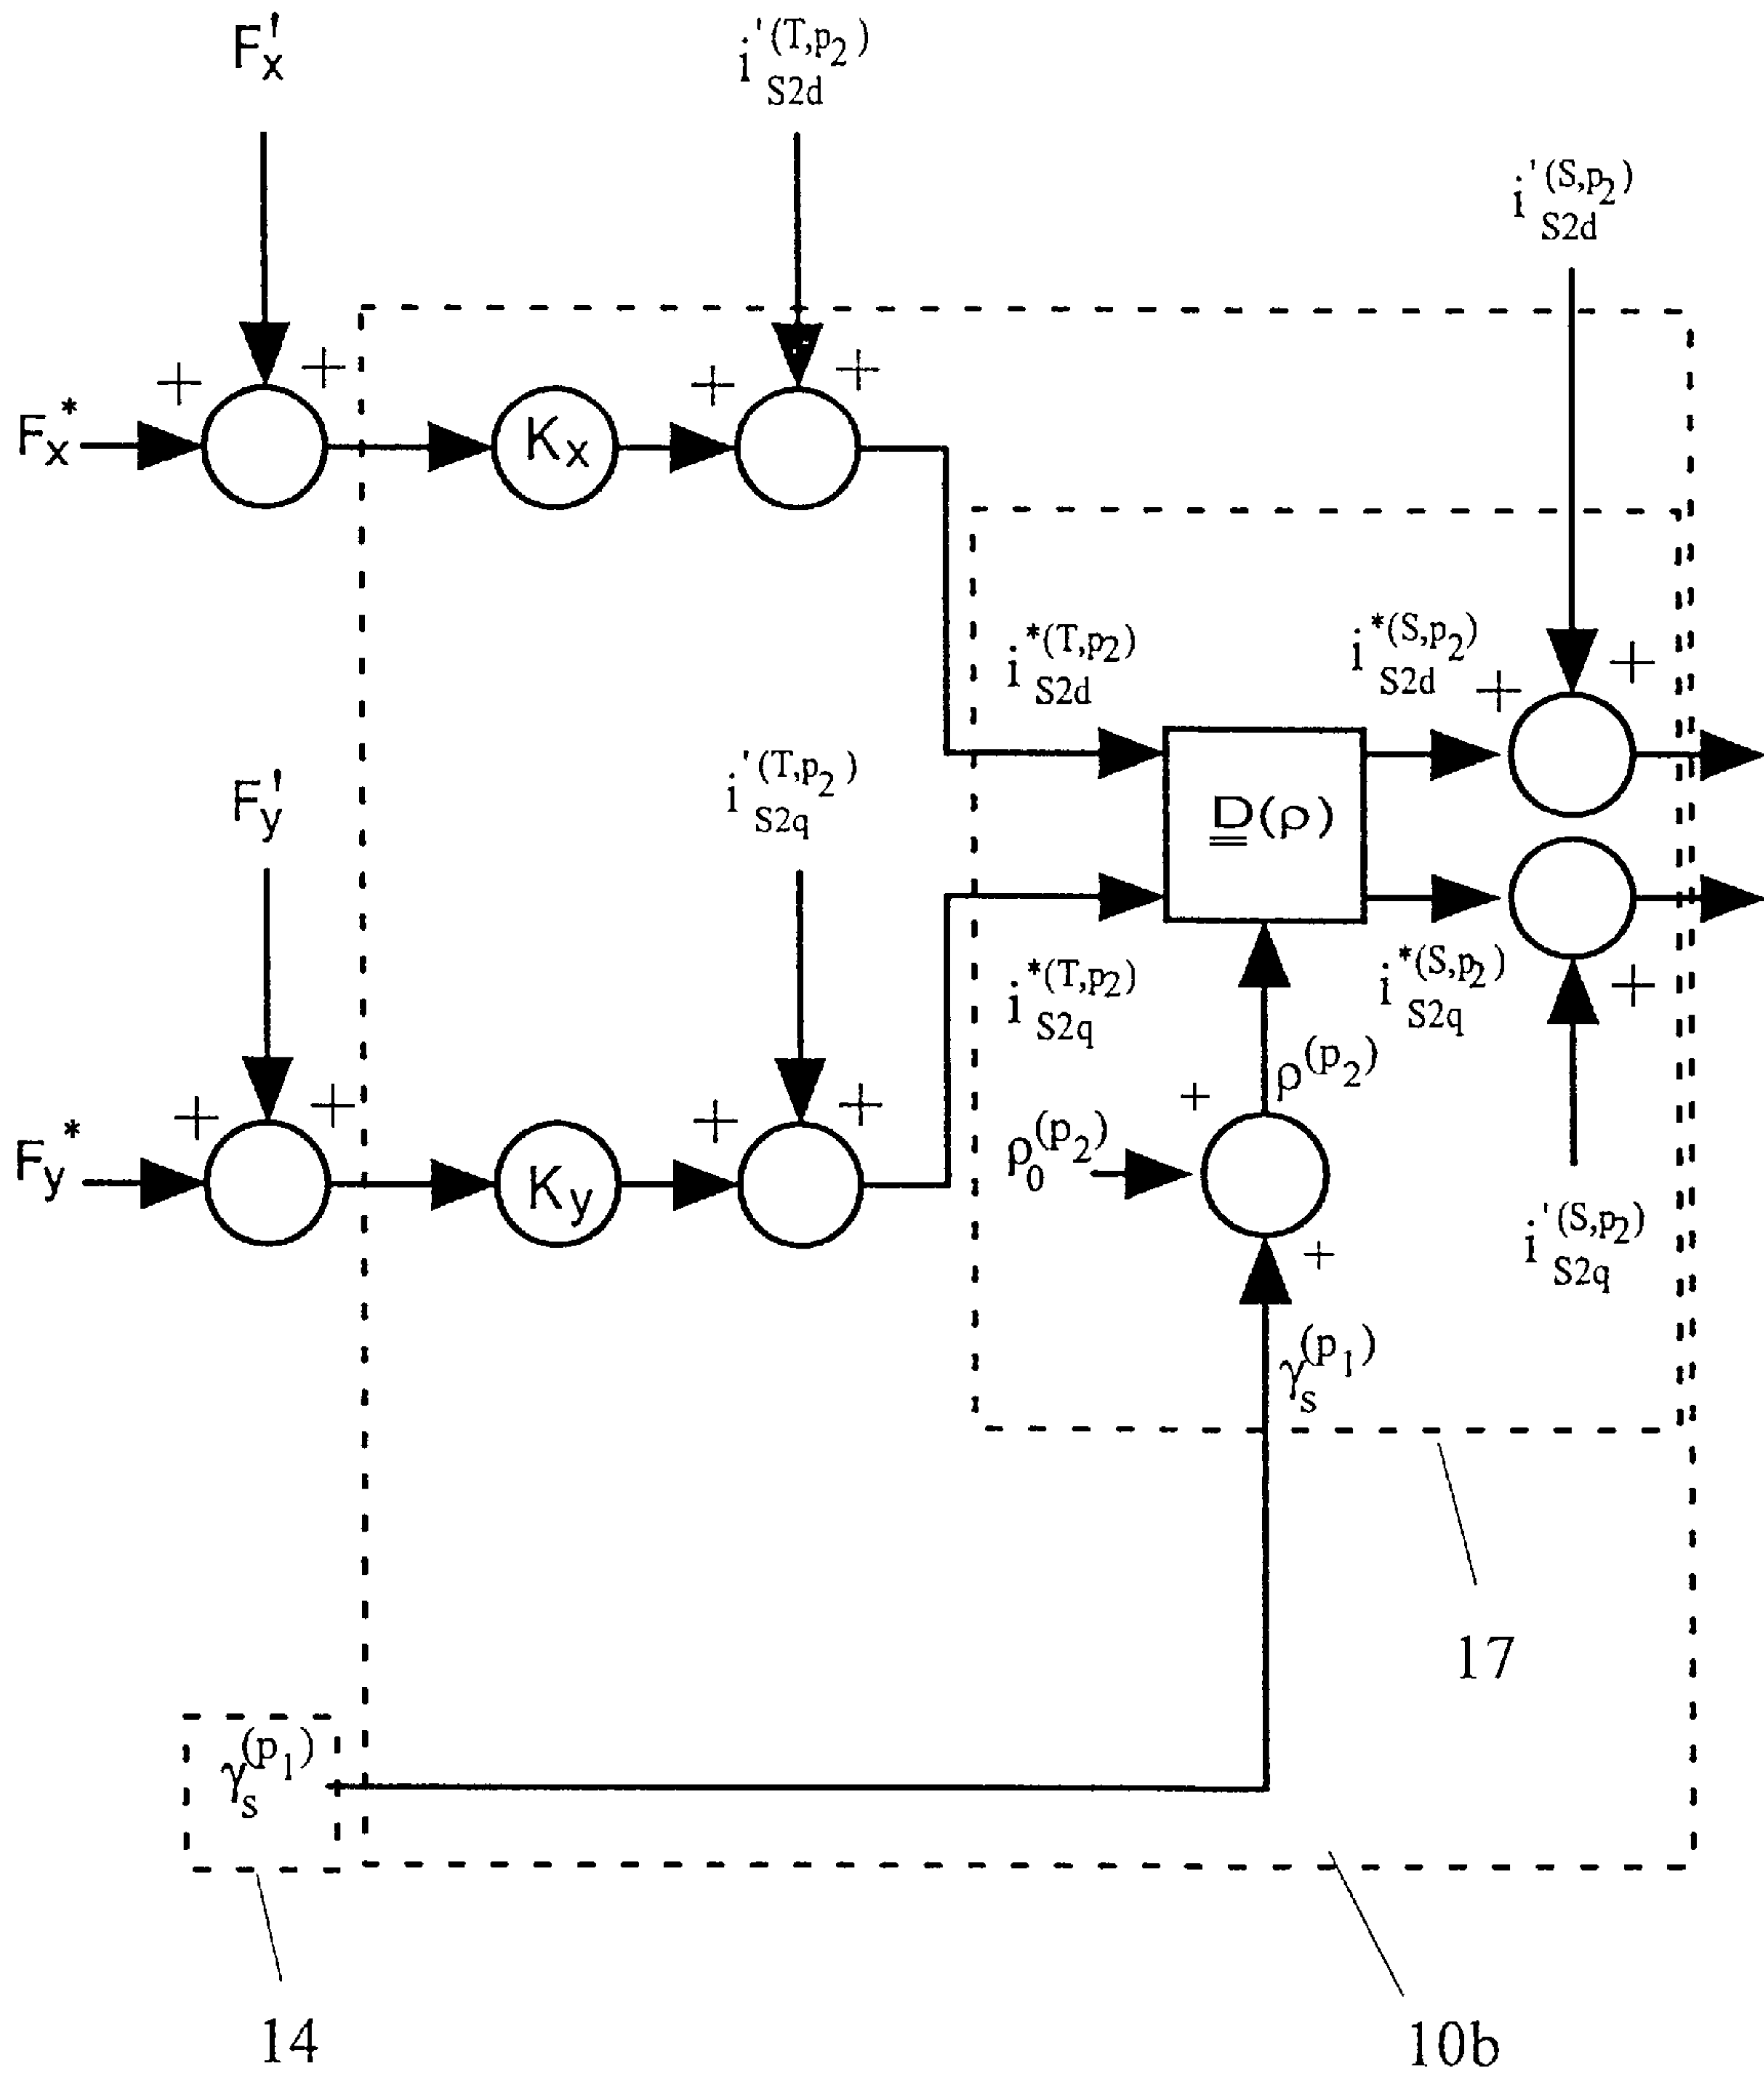 F'x
i'(T,p2)S2d
i'(S,p2)S2d
+ +
+ +
Fx*
Kx
i*(T,p2)S2d
i*(S,p2)S2d
+ +
F'y
i'(T,p2)S2q
D(ρ)
i*(T,p2)S2q
i*(S,p2)S2q
+
ρ(p2)
+ +
+ +
+
Fy*
Ky
ρ0(p2)
i'(S,p2)S2q
+
γs(p1)
17
γs(p1)
14
10b